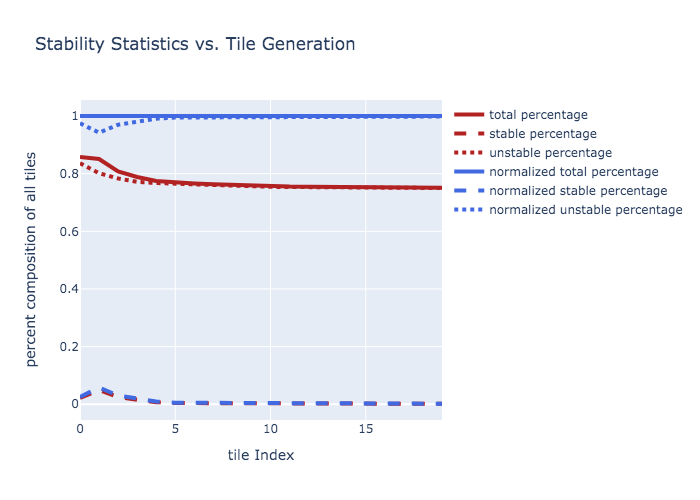 Stability Statistics vs. Tile Generation
total percentage
stable percentage
unstable percentage
normalized total percentage
normalized stable percentage
normalized unstable percentage
percent composition of all tiles
1
0.8
0.6
0.4
0.2
0
0 5 10 15
tile Index